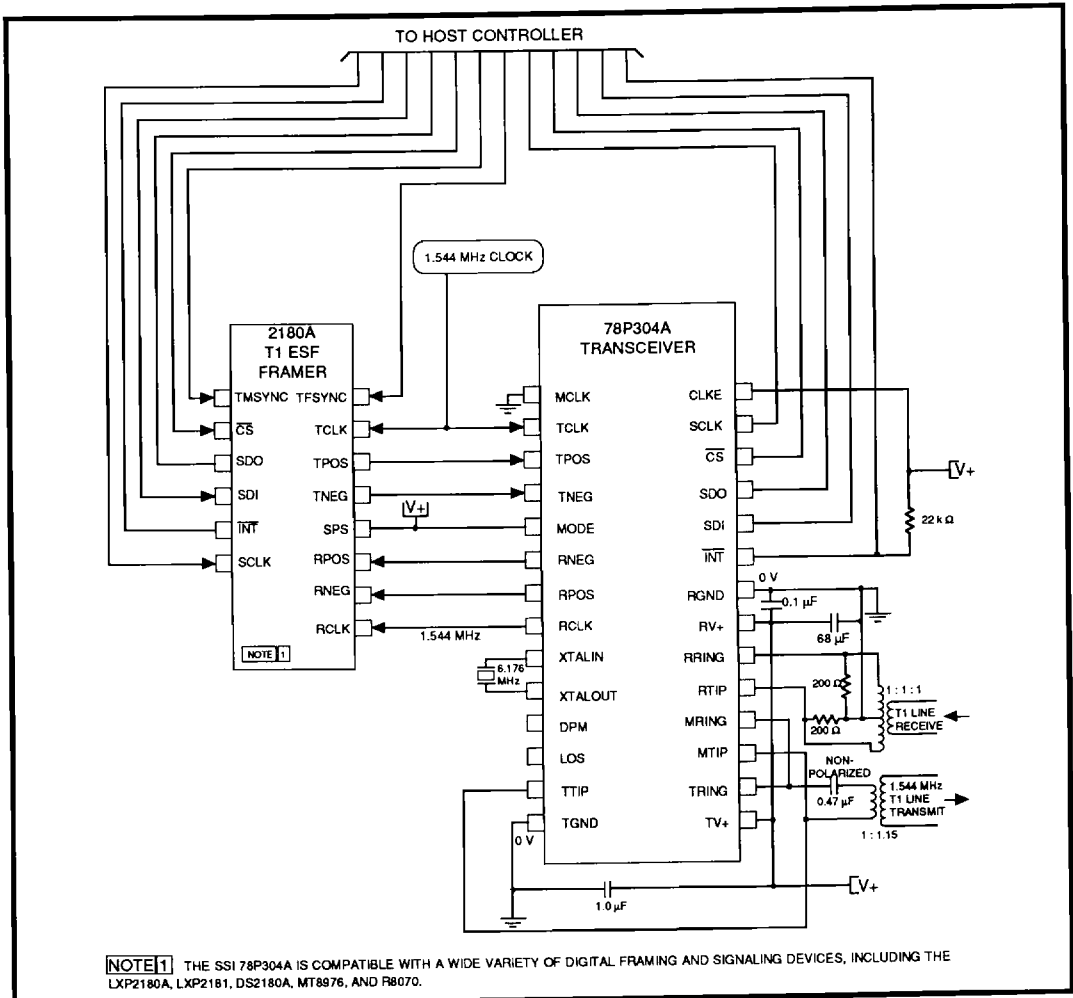 TO HOST CONTROLLER
1.544 MHz CLOCK
2180A
T1 ESF
FRAMER
TMSYNC TFSYNC
CS TCLK
SDO TPOS
SDI TNEG
INT SPS
SCLK RPOS
RNEG
RCLK
NOTE 1
V+
1.544 MHz
6.176
MHz
78P304A
TRANSCEIVER
MCLK CLKE
TCLK SCLK
TPOS CS
TNEG SDO
MODE SDI
RNEG INT
RPOS RGND
RCLK RV+
XTALIN RRING
XTALOUT RTIP
DPM MRING
LOS MTIP
TTIP TRING
TGND TV+
0 V
V+
22 k Ω
0 V
0.1 µF
68 µF
200 Ω
200 Ω
1 : 1 : 1
T1 LINE
RECEIVE
NON-
POLARIZED
0.47 µF
1.544 MHz
T1 LINE
TRANSMIT
1 : 1.15
V+
1.0 µF
NOTE 1 THE SSI 78P304A IS COMPATIBLE WITH A WIDE VARIETY OF DIGITAL FRAMING AND SIGNALING DEVICES, INCLUDING THE
LXP2180A, LXP2181, DS2180A, MT8976, AND R8070.